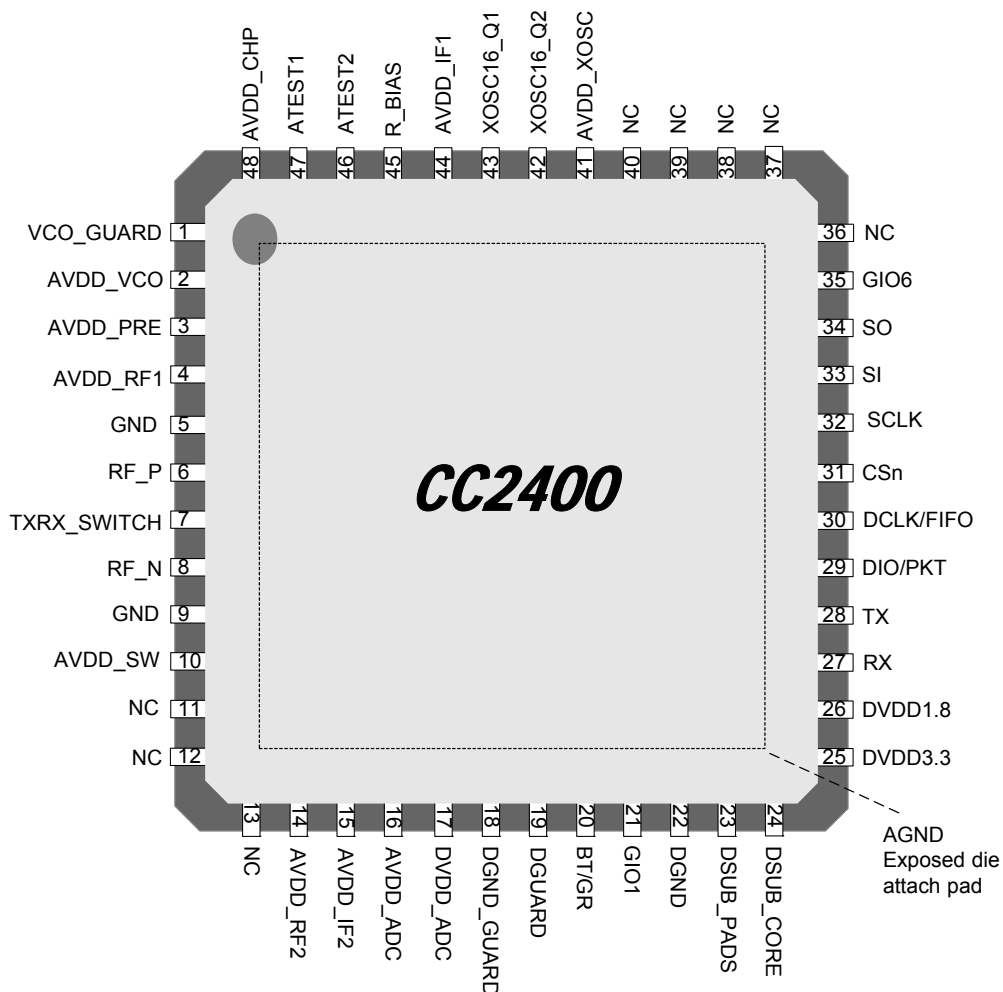 AVDD_CHP
ATEST1
ATEST2
R_BIAS
AVDD_IF1
XOSC16_Q1
XOSC16_Q2
AVDD_XOSC
NC
NC
NC
NC
48
47
46
45
44
43
42
41
40
39
38
37
VCO_GUARD 1
AVDD_VCO 2
AVDD_PRE 3
AVDD_RF1 4
GND 5
RF_P 6
TXRX_SWITCH 7
RF_N 8
GND 9
AVDD_SW 10
NC 11
NC 12
CC2400
36 NC
35 GIO6
34 SO
33 SI
32 SCLK
31 CSn
30 DCLK/FIFO
29 DIO/PKT
28 TX
27 RX
26 DVDD1.8
25 DVDD3.3
13
14
15
16
17
18
19
20
21
22
23
24
NC
AVDD_RF2
AVDD_IF2
AVDD_ADC
DVDD_ADC
DGND_GUARD
DGUARD
BT/GR
GIO1
DGND
DSUB_PADS
DSUB_CORE
AGND
Exposed die
attach pad